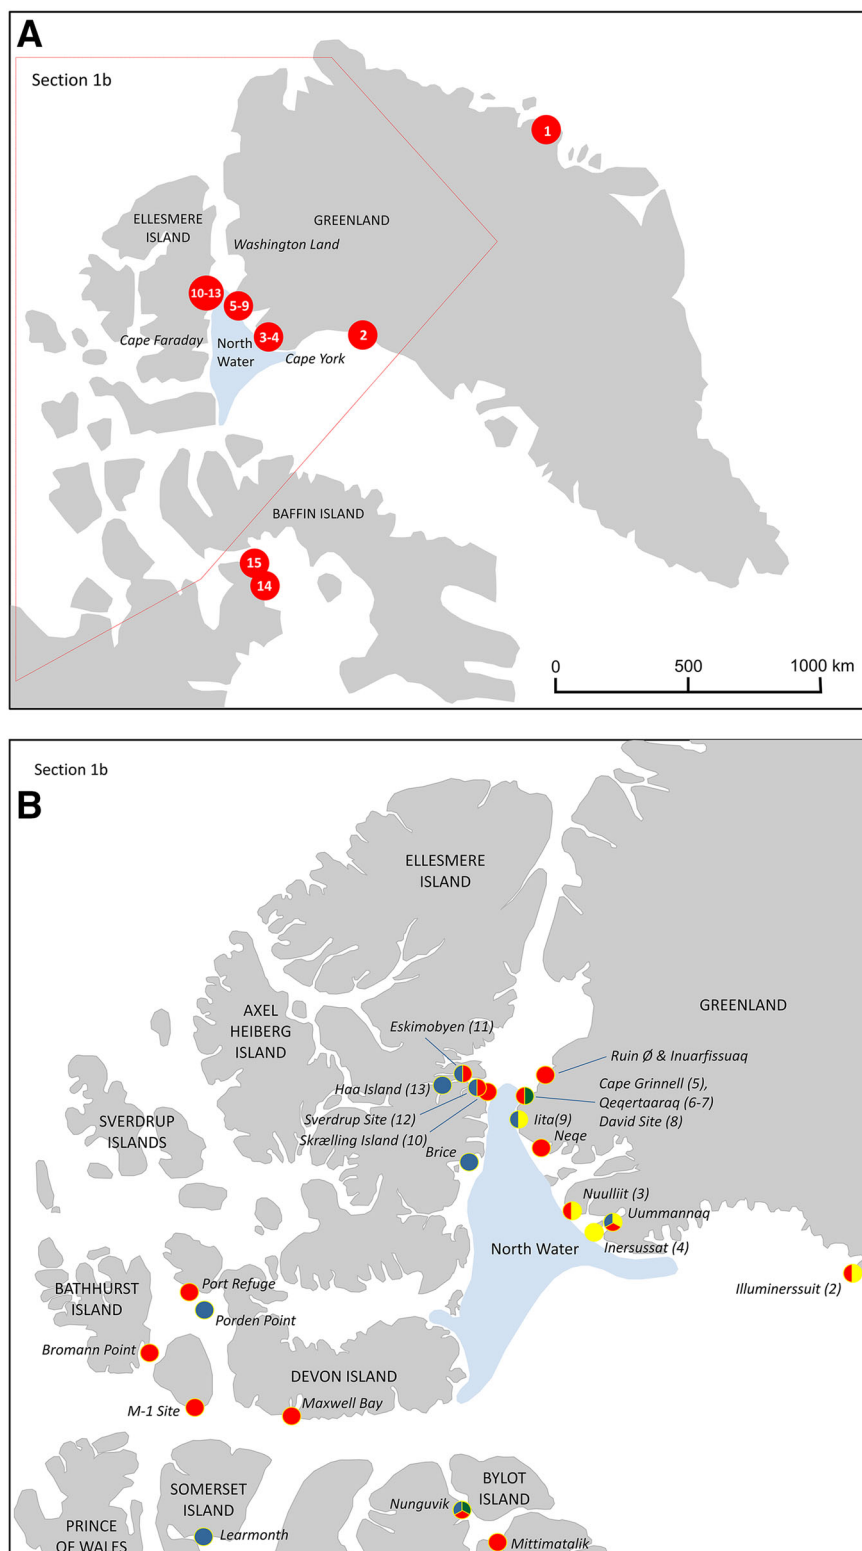 A
Section 1b
1
ELLESMERE
ISLAND
GREENLAND
Washington Land
10-13
5-9
3-4
2
Cape Faraday
North
Water
Cape York
BAFFIN ISLAND
15
14
0
500
1000 km
Section 1b
B
ELLESMERE
ISLAND
AXEL
HEIBERG
ISLAND
GREENLAND
Eskimobyen (11)
Ruin Ø & Inuarfissuaq
Haa Island (13)
Cape Grinnell (5),
Qeqertaaraq (6-7)
David Site (8)
SVERDRUP
ISLANDS
Sverdrup Site (12)
Iita(9)
Skrælling Island (10)
Neqe
Brice
Nuulliit (3)
Uummannaq
North Water
Inersussat (4)
Illuminerssuit (2)
BATHHURST
ISLAND
Port Refuge
Porden Point
Bromann Point
DEVON ISLAND
M-1 Site
Maxwell Bay
SOMERSET
ISLAND
BYLOT
ISLAND
Nunguvik
PRINCE
OF WALES
Learmonth
Mittimatalik